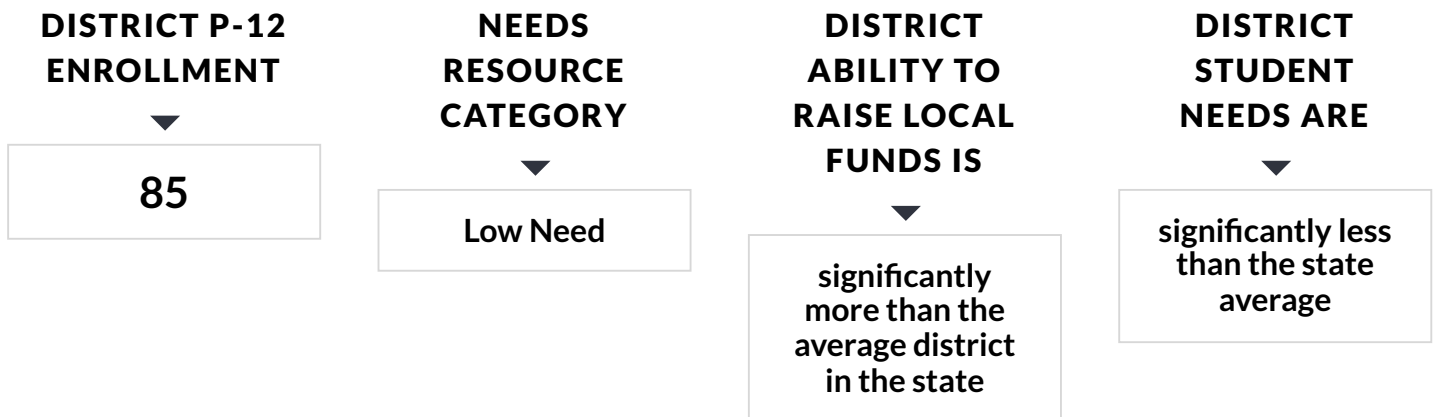 DISTRICT P-12
ENROLLMENT
85
NEEDS
RESOURCE
CATEGORY
Low Need
DISTRICT
ABILITY TO
RAISE LOCAL
FUNDS IS
significantly
more than the
average district
in the state
DISTRICT
STUDENT
NEEDS ARE
significantly less
than the state
average